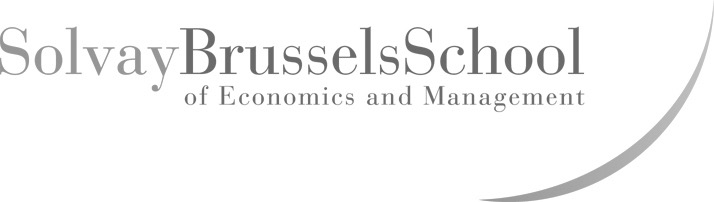 SolvayBrusselsSchool
of Economics and Management